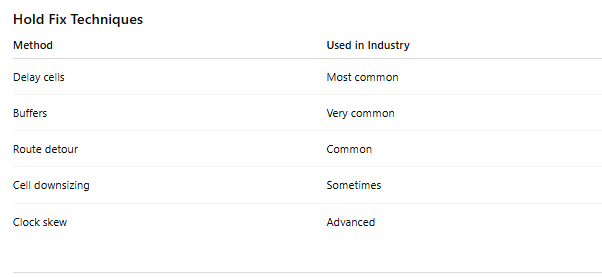 Hold Fix Techniques
Method Used in Industry
Delay cells Most common
Buffers Very common
Route detour Common
Cell downsizing Sometimes
Clock skew Advanced